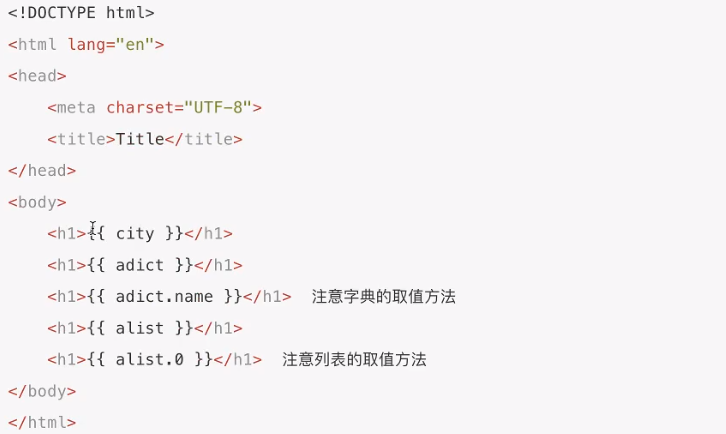 <!DOCTYPE html>
<html lang="en">
<head>
    <meta charset="UTF-8">
    <title>Title</title>
</head>
<body>
    <h1>{{ city }}</h1>
    <h1>{{ adict }}</h1>
    <h1>{{ adict.name }}</h1>  注意字典的取值方法
    <h1>{{ alist }}</h1>
    <h1>{{ alist.0 }}</h1>  注意列表的取值方法
</body>
</html>